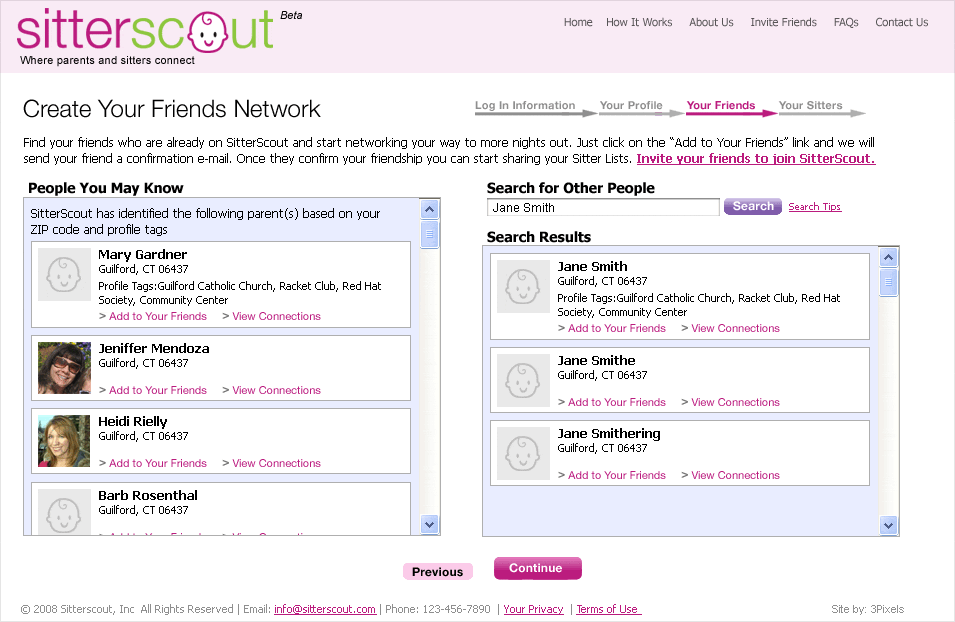 sitterscout Beta
Where parents and sitters connect
Home How It Works About Us Invite Friends FAQs Contact Us
Create Your Friends Network
Log In Information Your Profile Your Friends Your Sitters
Find your friends who are already on SitterScout and start networking your way to more nights out. Just click on the “Add to Your Friends” link and we will
send your friend a confirmation e-mail. Once they confirm your friendship you can start sharing your Sitter Lists. Invite your friends to join SitterScout.
People You May Know
SitterScout has identified the following parent(s) based on your
ZIP code and profile tags
Mary Gardner
Guilford, CT 06437
Profile Tags:Guilford Catholic Church, Racket Club, Red Hat
Society, Community Center
> Add to Your Friends > View Connections
Jeniffer Mendoza
Guilford, CT 06437
> Add to Your Friends > View Connections
Heidi Rielly
Guilford, CT 06437
> Add to Your Friends > View Connections
Barb Rosenthal
Guilford, CT 06437
> Add to Your Friends > View Connections
Search for Other People
Jane Smith Search Search Tips
Search Results
Jane Smith
Guilford, CT 06437
Profile Tags:Guilford Catholic Church, Racket Club, Red Hat
Society, Community Center
> Add to Your Friends > View Connections
Jane Smithe
Guilford, CT 06437
> Add to Your Friends > View Connections
Jane Smithering
Guilford, CT 06437
> Add to Your Friends > View Connections
Previous Continue
© 2008 Sitterscout, Inc All Rights Reserved | Email: info@sitterscout.com | Phone: 123-456-7890 | Your Privacy | Terms of Use
Site by: 3Pixels